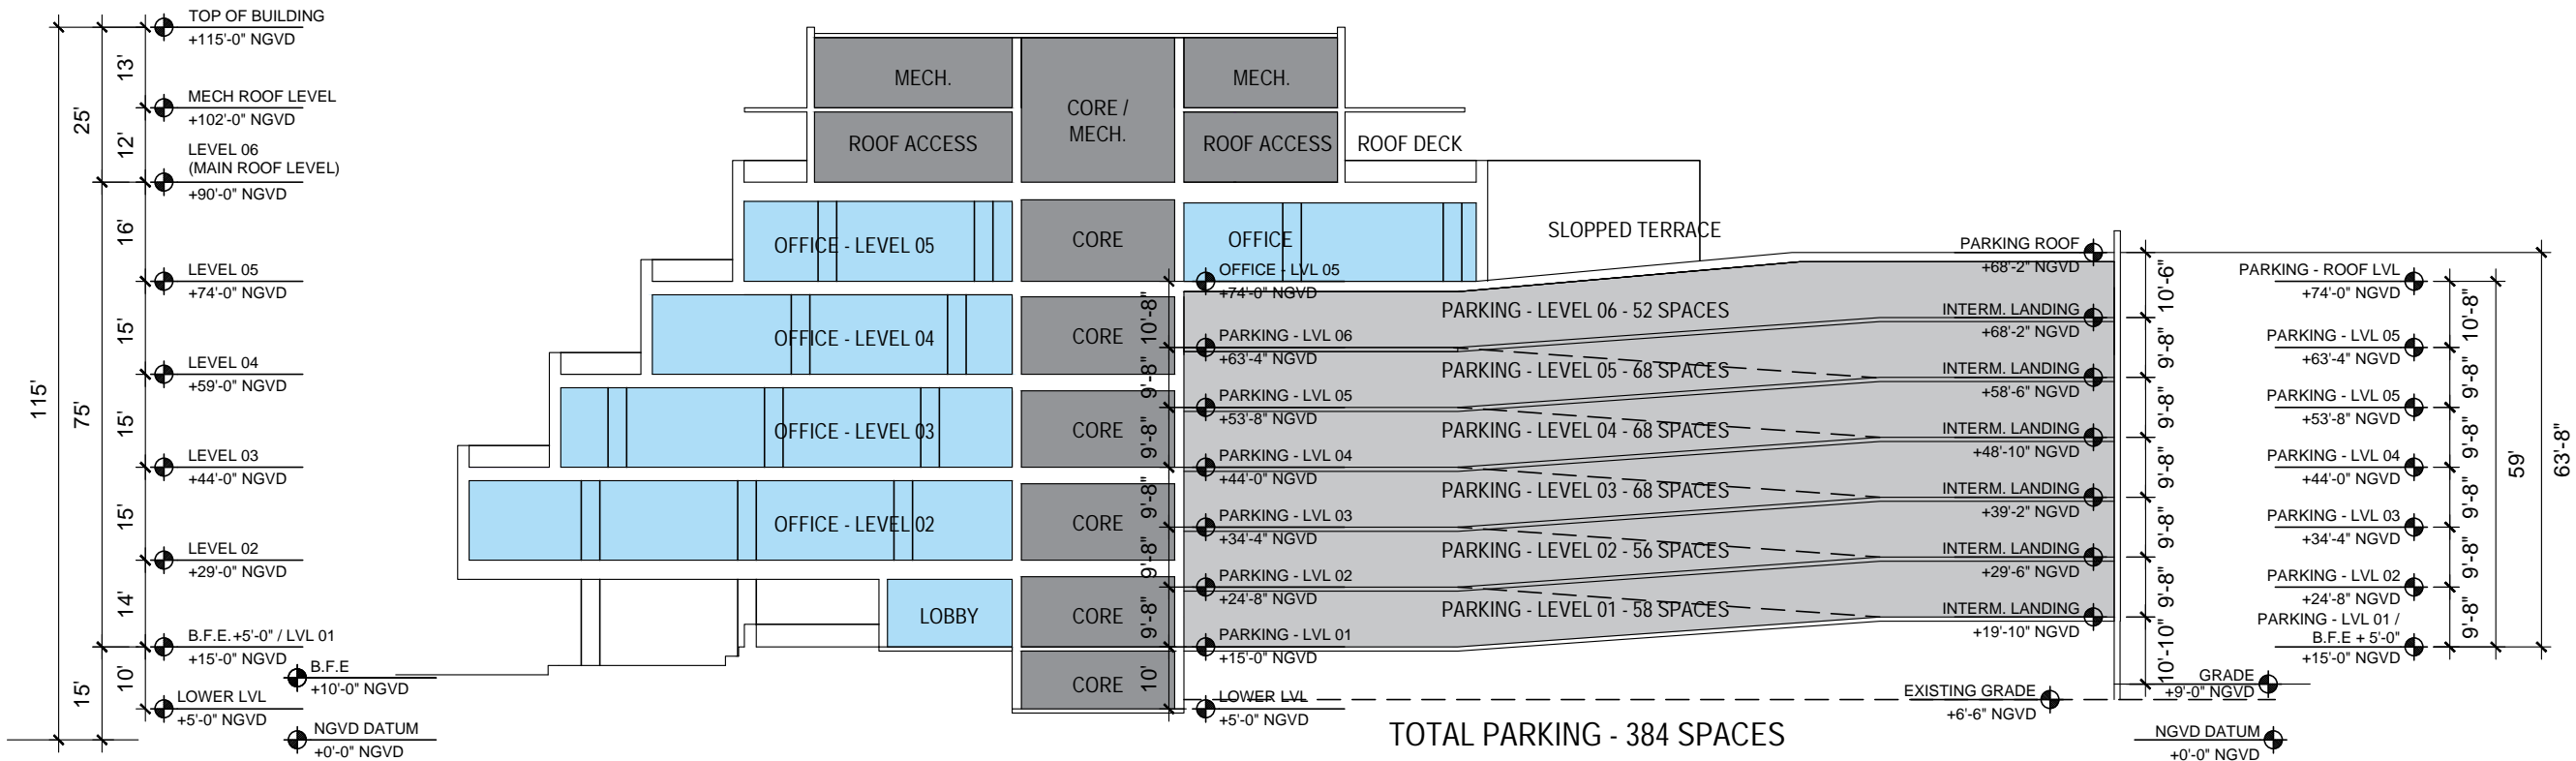 TOP OF BUILDING
+115'-0" NGVD
MECH ROOF LEVEL
+102'-0" NGVD
LEVEL 06
(MAIN ROOF LEVEL)
+90'-0" NGVD
LEVEL 05
+74'-0" NGVD
LEVEL 04
+59'-0" NGVD
LEVEL 03
+44'-0" NGVD
LEVEL 02
+29'-0" NGVD
B.F.E.+5'-0" / LVL 01
+15'-0" NGVD
B.F.E
+10'-0" NGVD
LOWER LVL
+5'-0" NGVD
NGVD DATUM
+0'-0" NGVD
115'
25'
75'
15'
13'
12'
16'
15'
15'
15'
14'
10'
MECH.
CORE /
MECH.
MECH.
ROOF ACCESS
ROOF ACCESS
ROOF DECK
OFFICE - LEVEL 05
CORE
OFFICE
SLOPPED TERRACE
OFFICE - LEVEL 04
CORE
OFFICE - LEVEL 03
CORE
OFFICE - LEVEL 02
CORE
LOBBY
CORE
CORE
10'-8"
9'-8"
9'-8"
9'-8"
9'-8"
9'-8"
10'
OFFICE - LVL 05
+74'-0" NGVD
PARKING - LVL 06
+63'-4" NGVD
PARKING - LVL 05
+53'-8" NGVD
PARKING - LVL 04
+44'-0" NGVD
PARKING - LVL 03
+34'-4" NGVD
PARKING - LVL 02
+24'-8" NGVD
PARKING - LVL 01
+15'-0" NGVD
LOWER LVL
+5'-0" NGVD
PARKING - LEVEL 06 - 52 SPACES
PARKING - LEVEL 05 - 68 SPACES
PARKING - LEVEL 04 - 68 SPACES
PARKING - LEVEL 03 - 68 SPACES
PARKING - LEVEL 02 - 56 SPACES
PARKING - LEVEL 01 - 58 SPACES
TOTAL PARKING - 384 SPACES
PARKING ROOF
+68'-2" NGVD
INTERM. LANDING
+68'-2" NGVD
INTERM. LANDING
+58'-6" NGVD
INTERM. LANDING
+48'-10" NGVD
INTERM. LANDING
+39'-2" NGVD
INTERM. LANDING
+29'-6" NGVD
INTERM. LANDING
+19'-10" NGVD
EXISTING GRADE
+6'-6" NGVD
10'-6"
9'-8"
9'-8"
9'-8"
9'-8"
9'-8"
10'-10"
PARKING - ROOF LVL
+74'-0" NGVD
PARKING - LVL 05
+63'-4" NGVD
PARKING - LVL 05
+53'-8" NGVD
PARKING - LVL 04
+44'-0" NGVD
PARKING - LVL 03
+34'-4" NGVD
PARKING - LVL 02
+24'-8" NGVD
PARKING - LVL 01 /
B.F.E + 5'-0"
+15'-0" NGVD
GRADE
+9'-0" NGVD
NGVD DATUM
+0'-0" NGVD
10'-8"
9'-8"
9'-8"
9'-8"
9'-8"
9'-8"
59'
63'-8"